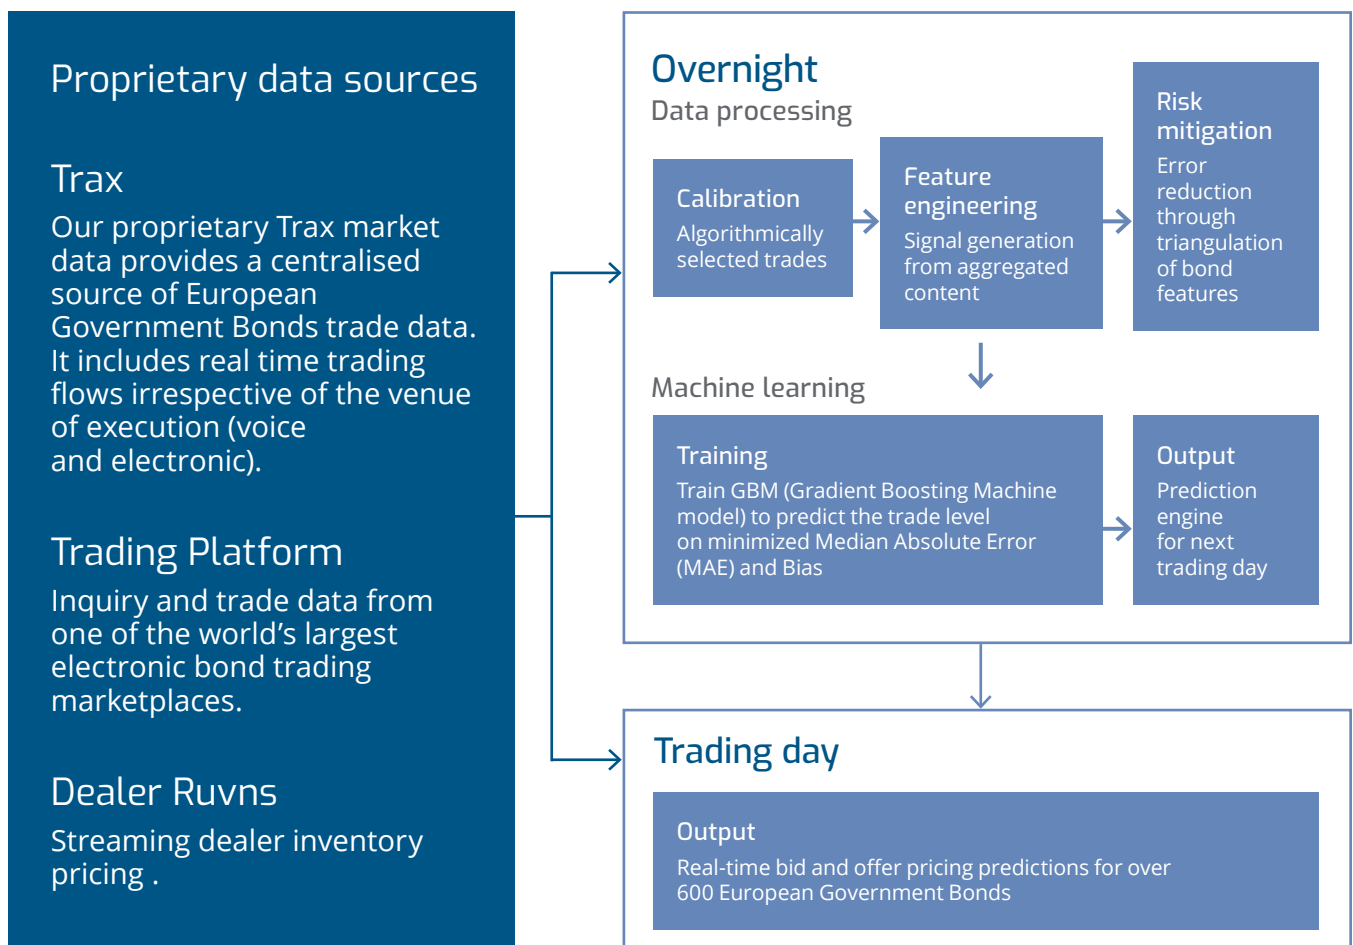 Proprietary data sources
Trax
Our proprietary Trax market
data provides a centralised
source of European
Government Bonds trade data.
It includes real time trading
flows irrespective of the venue
of execution (voice
and electronic).
Trading Platform
Inquiry and trade data from
one of the world's largest
electronic bond trading
marketplaces.
Dealer Ruvns
Streaming dealer inventory
pricing .
Overnight
Data processing
Calibration
Algorithmically
selected trades
Feature
engineering
Signal generation
from aggregated
content
Risk
mitigation
Error
reduction
through
triangulation
of bond
features
Machine learning
Training
Train GBM (Gradient Boosting Machine
model) to predict the trade level
on minimized Median Absolute Error
(MAE) and Bias
Output
Prediction
engine
for next
trading day
Trading day
Output
Real-time bid and offer pricing predictions for over
600 European Government Bonds